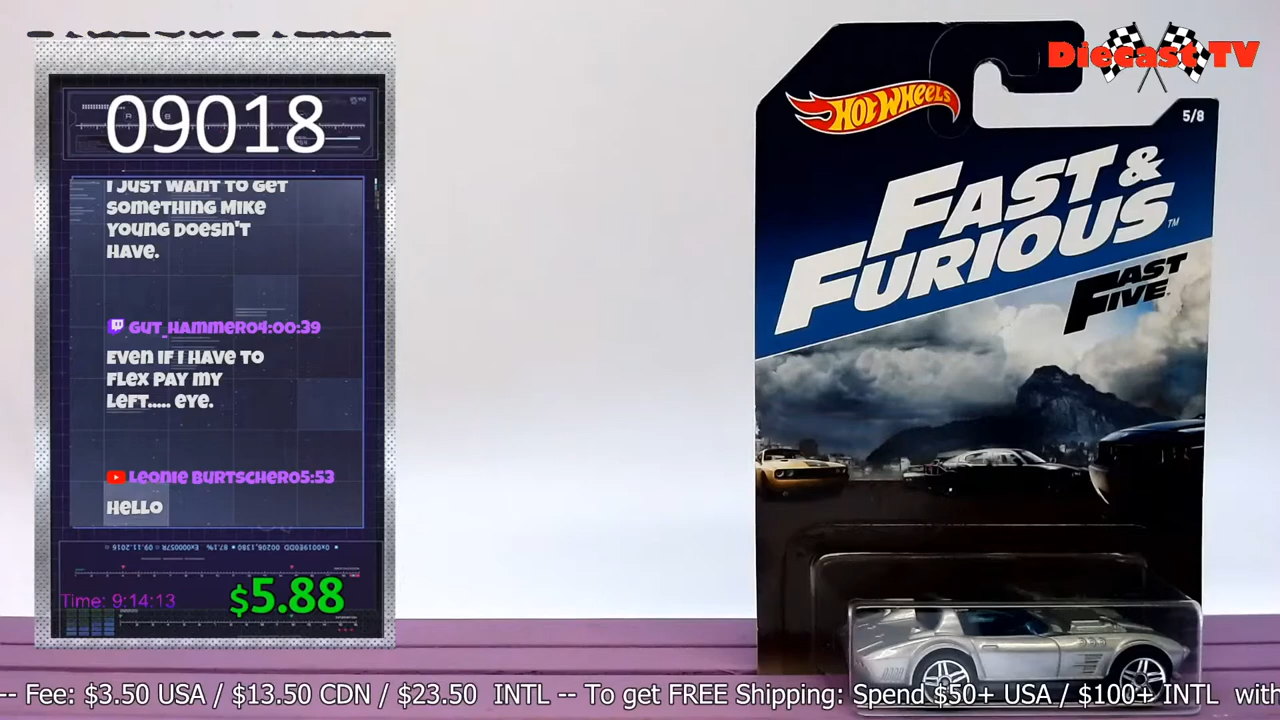 09018
I just want to get
something Mike
Young doesn't
have.
Gut_Hammer04:00:39
Even if I have to
flex pay my
left..... eye.
Leonie Burtscher05:53
Hello
Time: 9:14:13
$5.88
Diecast TV
Hot Wheels
5/8
Fast &
Furious™
Fast
Five
-- Fee: $3.50 USA / $13.50 CDN / $23.50 INTL -- To get FREE Shipping: Spend $50+ USA / $100+ INTL with